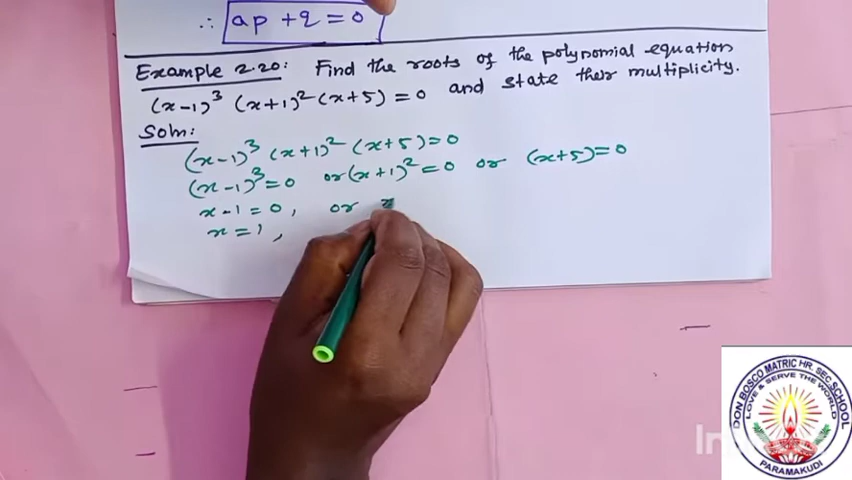 ∴ ap + q = 0
Example 2.20: Find the roots of the polynomial equation
(x-1)³ (x+1)² (x+5) = 0 and state their multiplicity.
Soln:
(x-1)³ (x+1)² (x+5) = 0
(x-1)³ = 0 or (x+1)² = 0 or (x+5) = 0
x-1 = 0, or x
x = 1,
DON BOSCO MATRIC HR. SEC SCHOOL
LOVE & SERVE THE WORLD
PARAMAKUDI